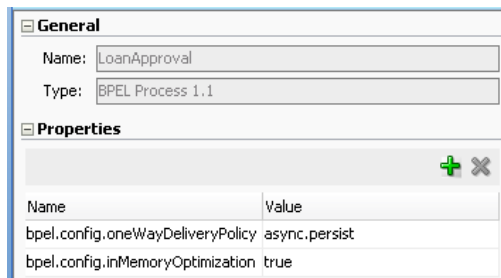 General
Name: LoanApproval
Type: BPEL Process 1.1
Properties
Name Value
bpel.config.oneWayDeliveryPolicy async.persist
bpel.config.inMemoryOptimization true